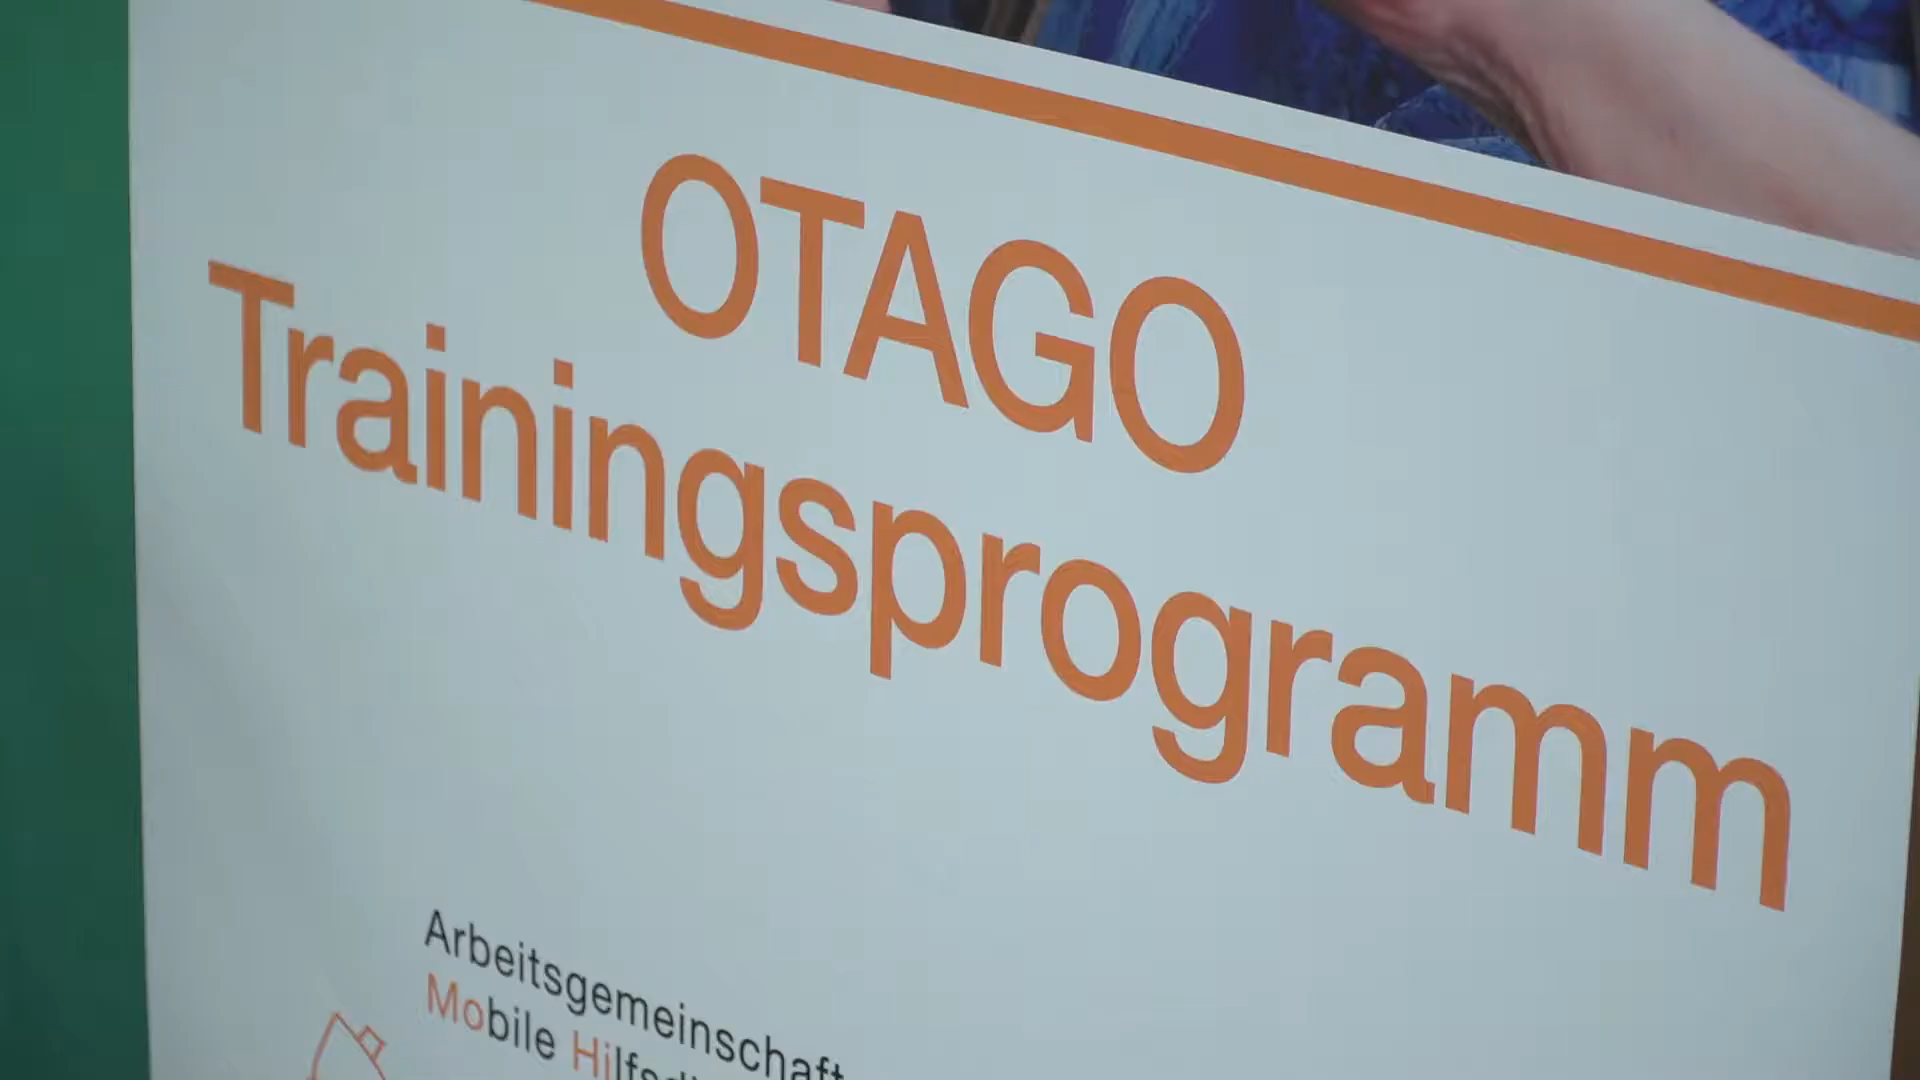 OTAGO
Trainingsprogramm
Arbeitsgemeinschaft
Mobile